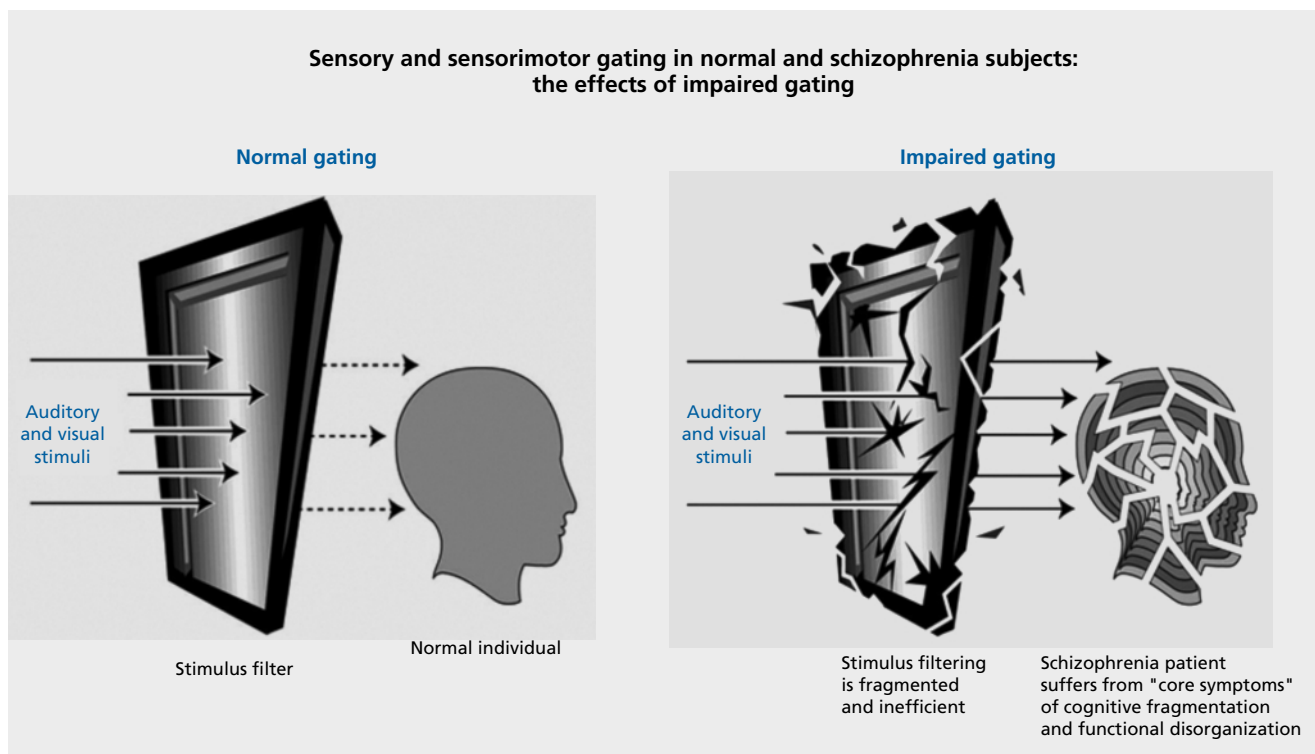 Sensory and sensorimotor gating in normal and schizophrenia subjects:
the effects of impaired gating
Normal gating
Auditory
and visual
stimuli
Stimulus filter
Normal individual
Impaired gating
Auditory
and visual
stimuli
Stimulus filtering
is fragmented
and inefficient
Schizophrenia patient
suffers from "core symptoms"
of cognitive fragmentation
and functional disorganization